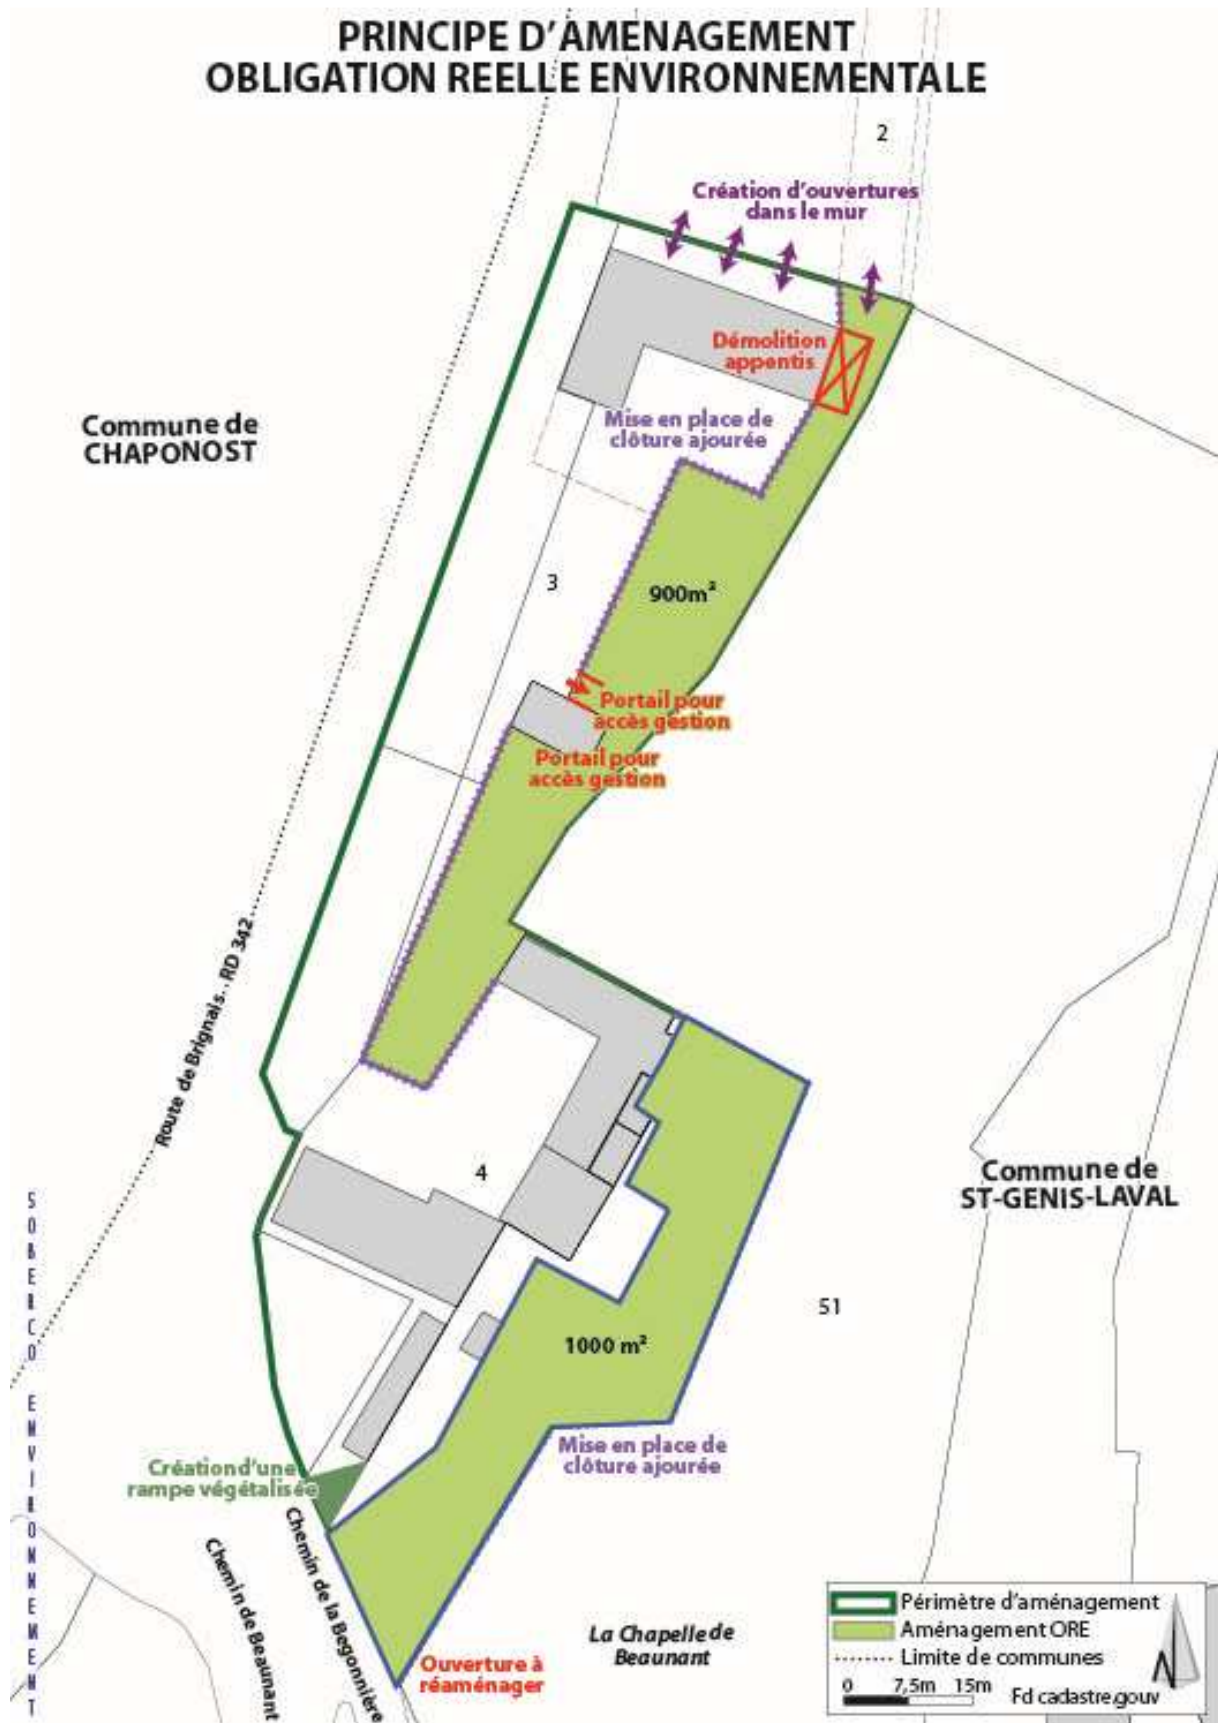 PRINCIPE D'AMENAGEMENT
OBLIGATION REELLE ENVIRONNEMENTALE
2
Création d'ouvertures
dans le mur
Démolition
appentis
Commune de
CHAPONOST
Mise en place de
clôture ajourée
3
900m²
Portail pour
accès gestion
Portail pour
accès gestion
Route de Brignais.. RD 342
4
Commune de
ST-GENIS-LAVAL
51
1000 m²
Mise en place de
clôture ajourée
Création d'une
rampe végétalisée
Chemin de la Begonnière
Chemin de Beaunant
La Chapelle de
Beaunant
Ouverture à
réaménager
SOBERCO ENVIRONNEMENT
Périmètre d'aménagement
Aménagement ORE
Limite de communes
0 7,5m 15m
Fd cadastre.gouv
N